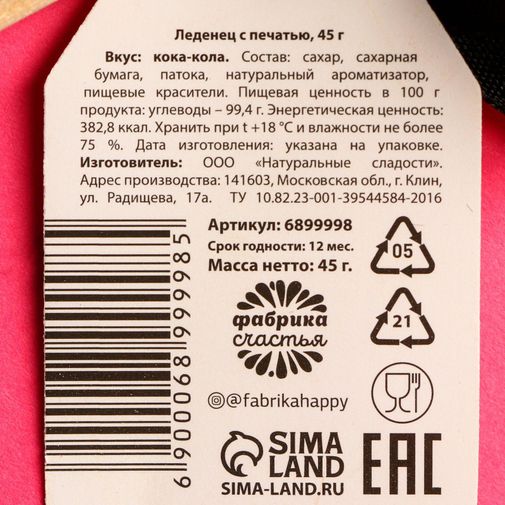 Леденец с печатью, 45 г
Вкус: кока-кола. Состав: сахар, сахарная
бумага, патока, натуральный ароматизатор,
пищевые красители. Пищевая ценность в 100 г
продукта: углеводы – 99,4 г. Энергетическая ценность:
382,8 ккал. Хранить при t +18 °C и влажности не более
75 %. Дата изготовления: указана на упаковке.
Изготовитель: ООО «Натуральные сладости».
Адрес производства: 141603, Московская обл., г. Клин,
ул. Радищева, 17а. ТУ 10.82.23-001-39544584-2016
Артикул: 6899998
Срок годности: 12 мес.
Масса нетто: 45 г.
05
21
фабрика
счастья
@fabrikahappy
SIMA
LAND
SIMA-LAND.RU
EAC
6900068999985